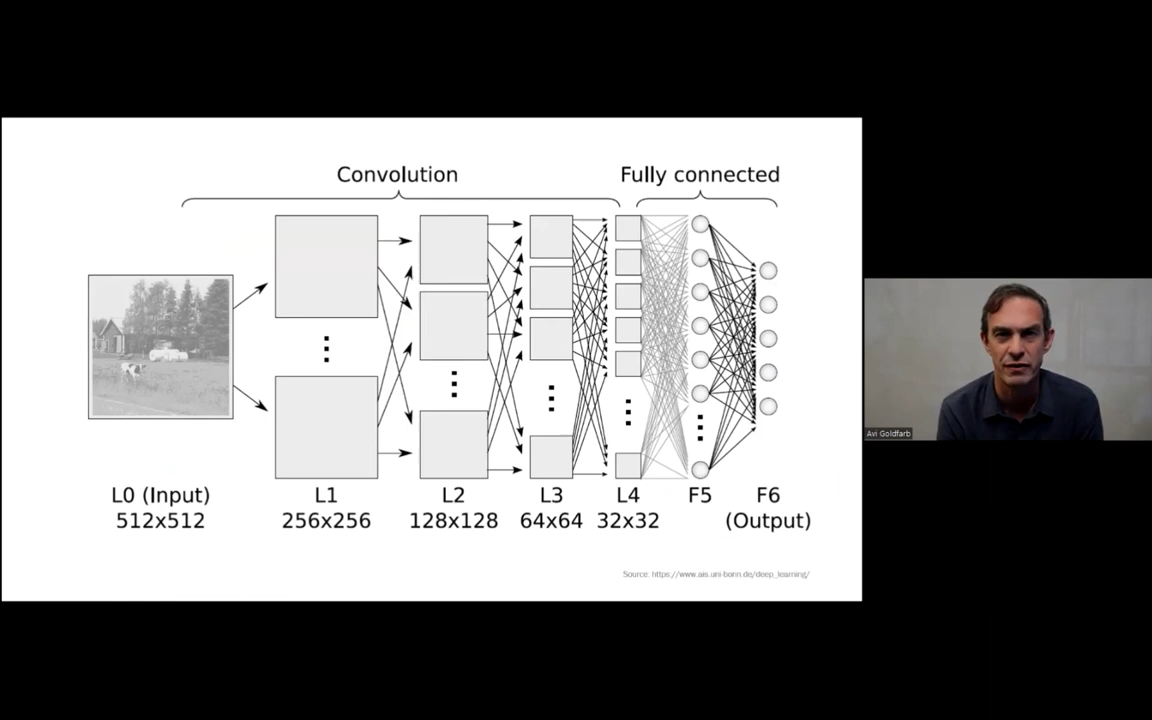 Convolution
Fully connected
L0 (Input)
512x512
L1
256x256
L2
128x128
L3
64x64
L4
32x32
F5
F6
(Output)
Source: https://www.ais.uni-bonn.de/deep_learning/
Avi Goldfarb